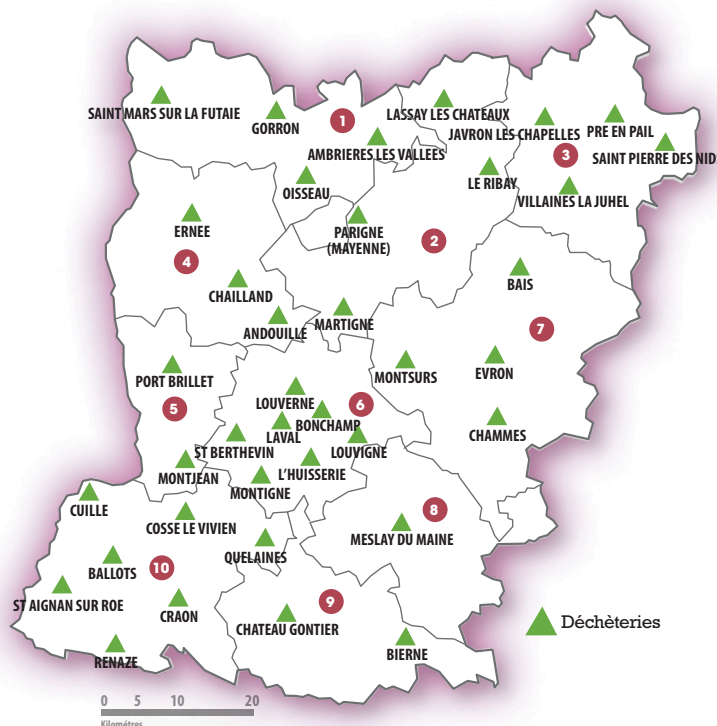 SAINT MARS SUR LA FUTAIE
GORRON
1
LASSAY LES CHATEAUX
JAVRON LES CHAPELLES
PRE EN PAIL
AMBRIERES LES VALLEES
3
SAINT PIERRE DES NID
OISSEAU
LE RIBAY
VILLAINES LA JUHEL
ERNEE
PARIGNE
(MAYENNE)
2
4
BAIS
CHAILLAND
ANDOUILLE
MARTIGNE
7
PORT BRILLET
MONTSURS
EVRON
5
LOUVERNE
6
BONCHAMP
LAVAL
CHAMMES
ST BERTHEVIN
LOUVIGNE
MONTJEAN
L'HUISSERIE
MONTIGNE
CUILLE
COSSE LE VIVIEN
8
MESLAY DU MAINE
QUELAINES
BALLOTS
10
ST AIGNAN SUR ROE
CRAON
9
CHATEAU GONTIER
Déchèteries
RENAZE
BIERNE
0 5 10 20
Kilométres